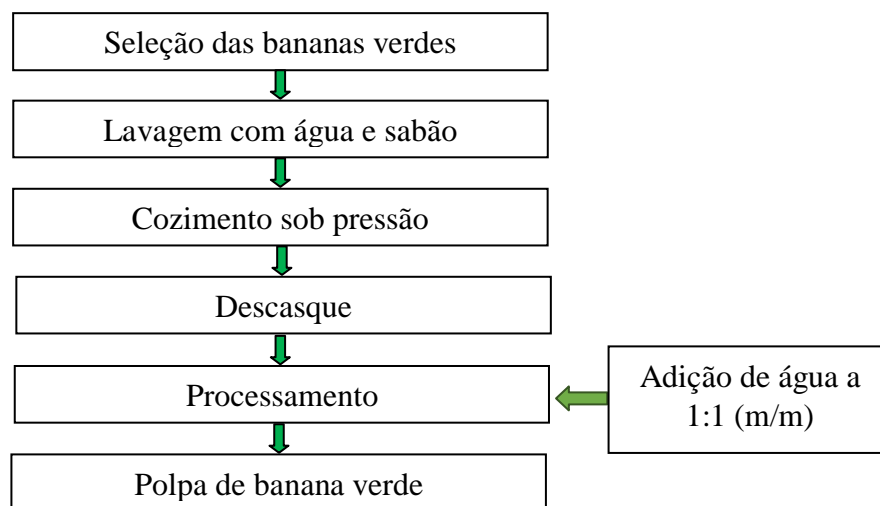 Seleção das bananas verdes
Lavagem com água e sabão
Cozimento sob pressão
Descasque
Processamento
Adição de água a
1:1 (m/m)
Polpa de banana verde